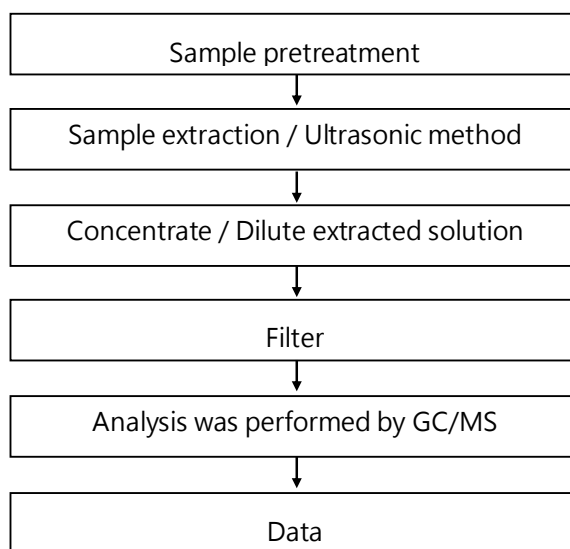 Sample pretreatment
Sample extraction / Ultrasonic method
Concentrate / Dilute extracted solution
Filter
Analysis was performed by GC/MS
Data